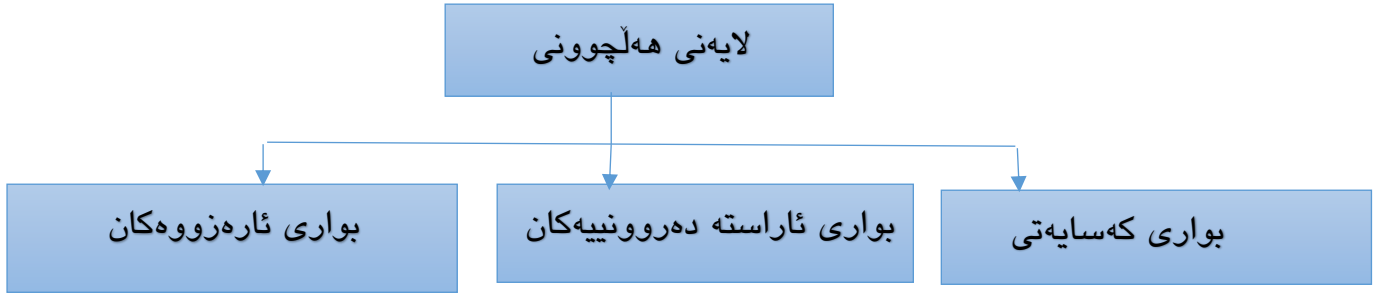 لایەنی هەڵچوونی
بواری کەسایەتی
بواری ئاراستە دەروونییەکان
بواری ئارەزووەکان